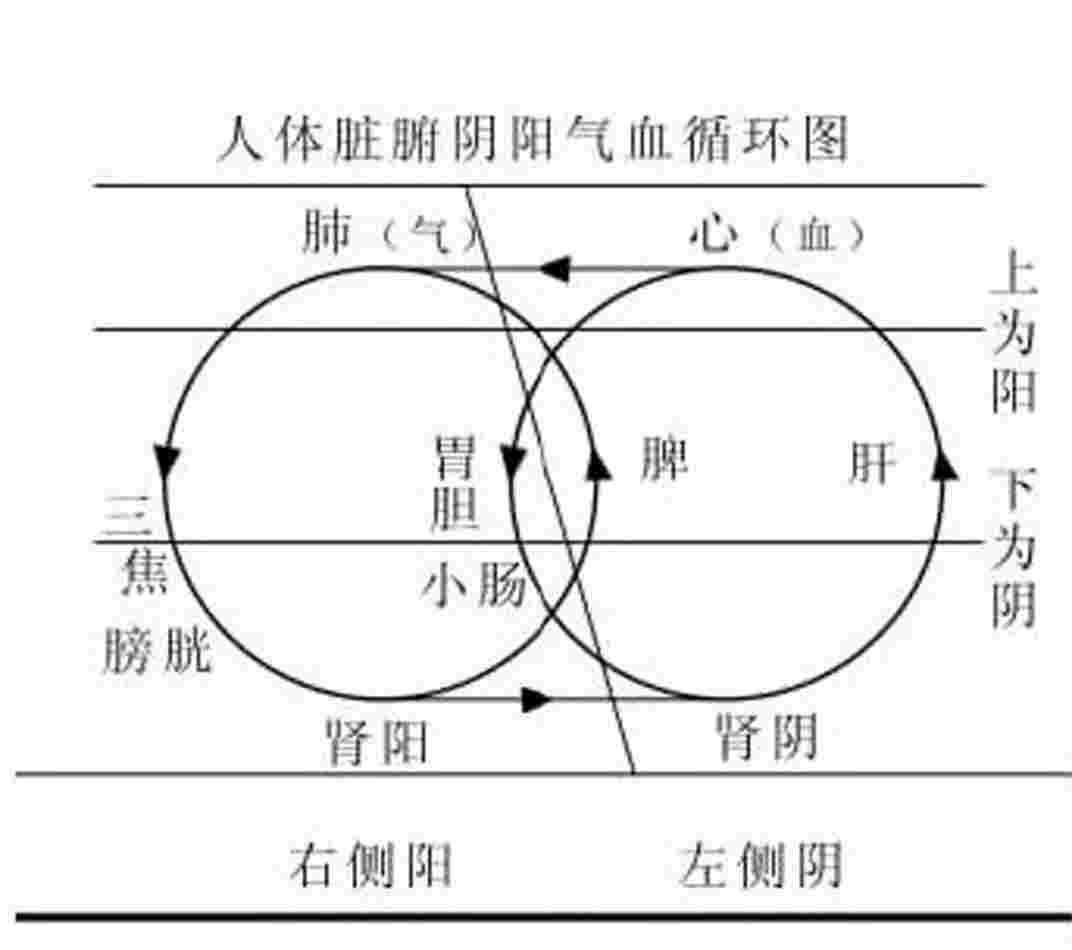 人体脏腑阴阳气血循环图
肺（气）
心（血）
上为阳
胃胆
脾
肝
下为阴
三焦
小肠
膀胱
肾阳
肾阴
右侧阳
左侧阴